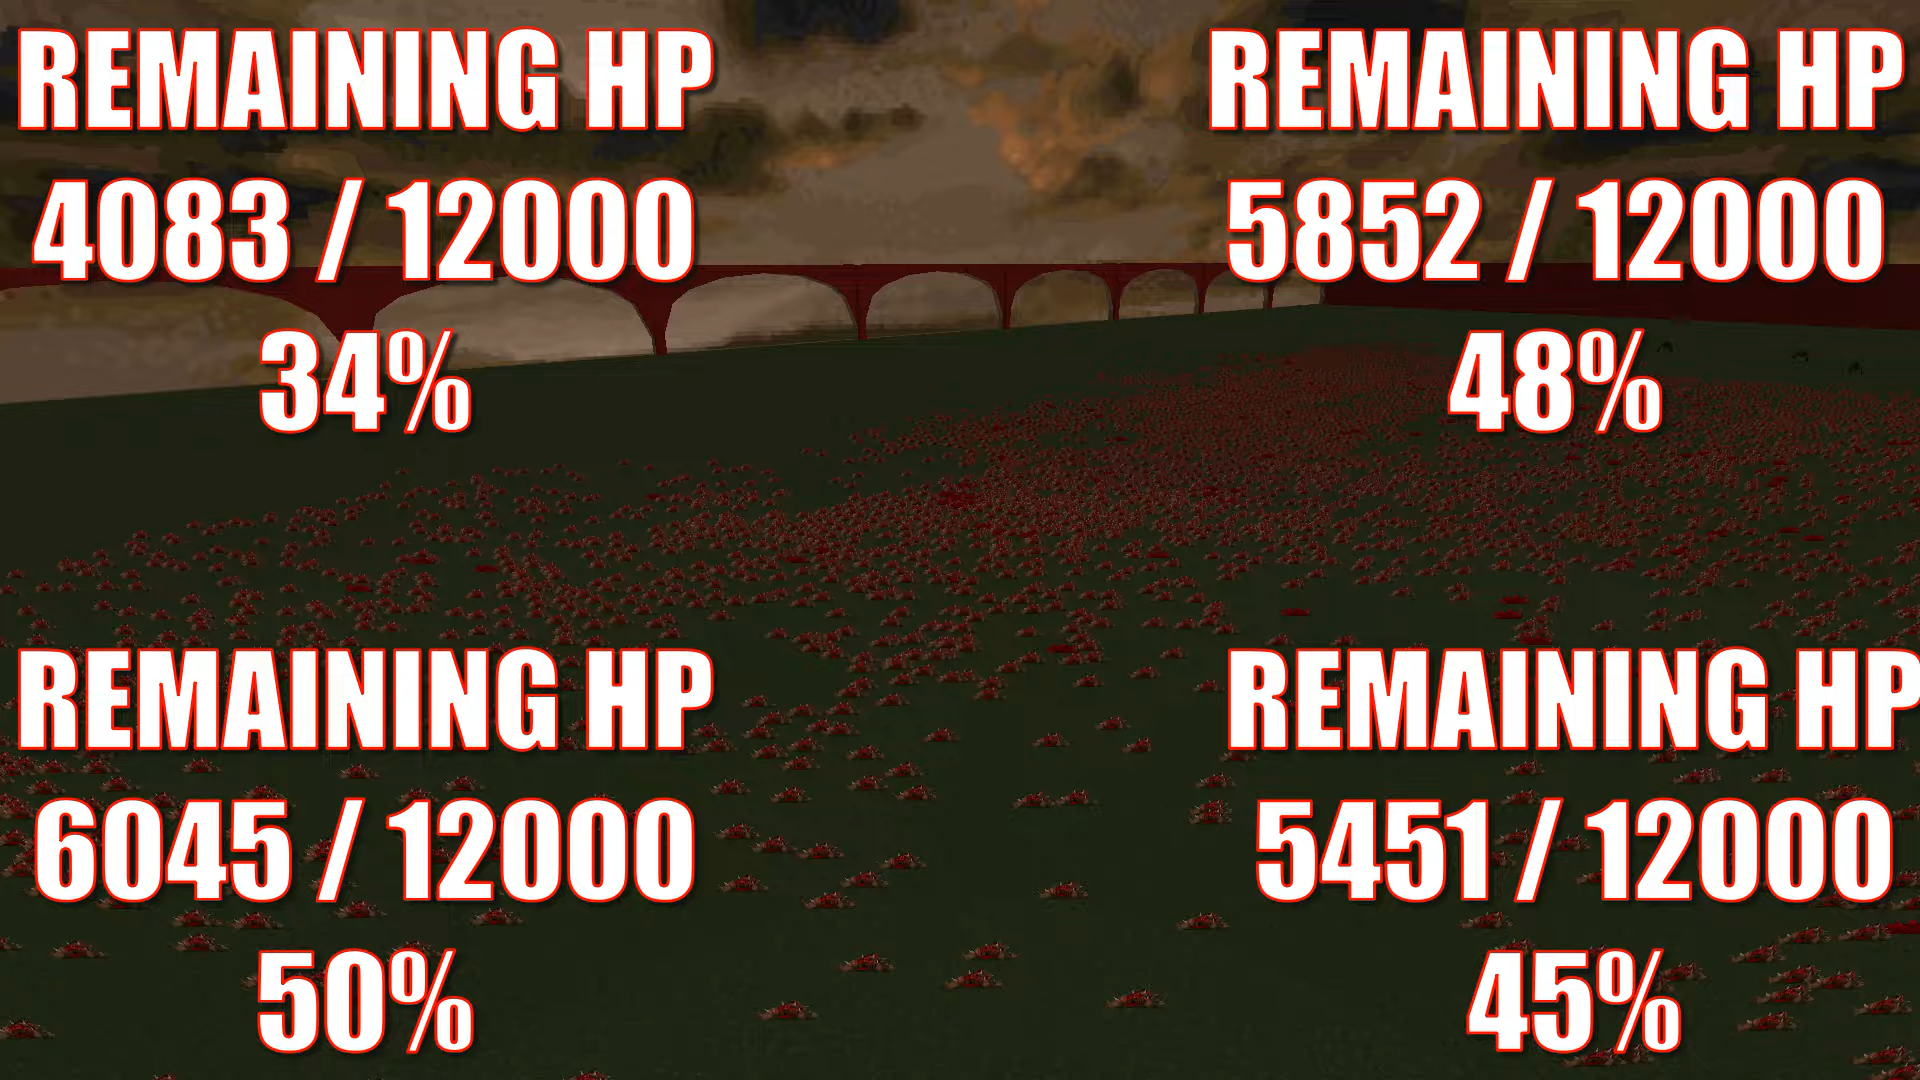 REMAINING HP
4083 / 12000
34%
REMAINING HP
5852 / 12000
48%
REMAINING HP
6045 / 12000
50%
REMAINING HP
5451 / 12000
45%